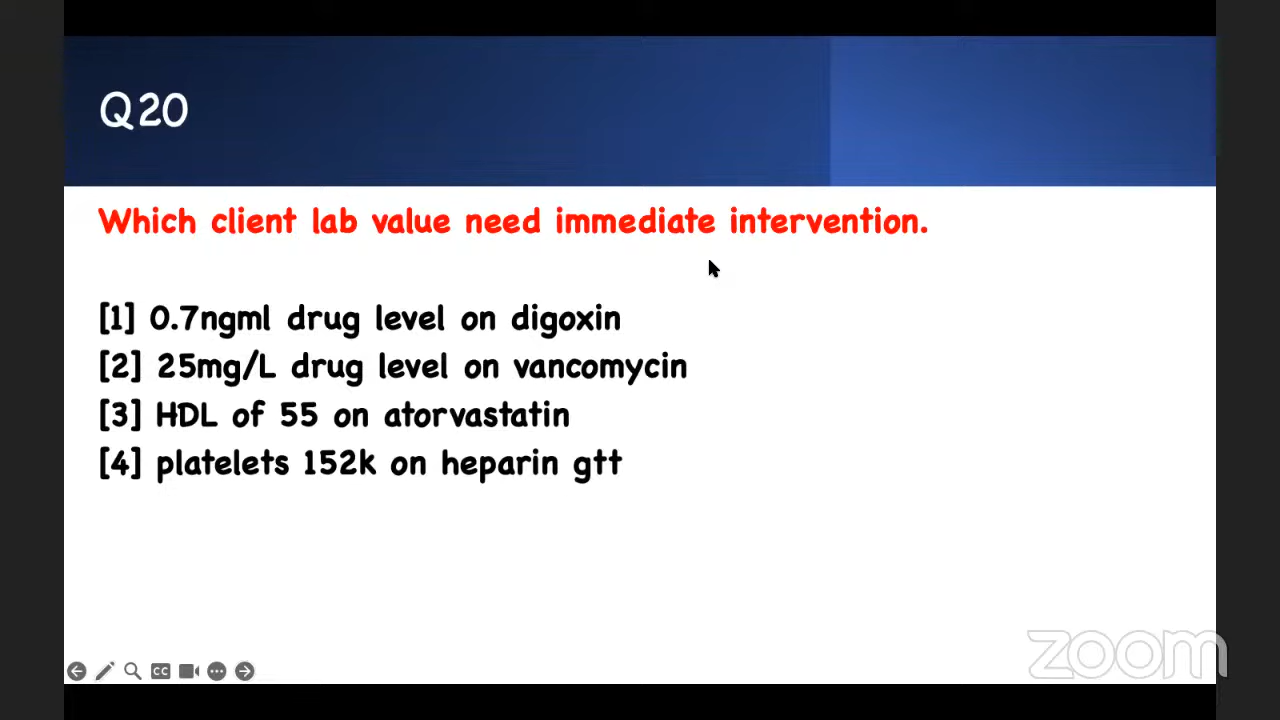 Q20
Which client lab value need immediate intervention.
[1] 0.7ngml drug level on digoxin
[2] 25mg/L drug level on vancomycin
[3] HDL of 55 on atorvastatin
[4] platelets 152k on heparin gtt
CC
zoom